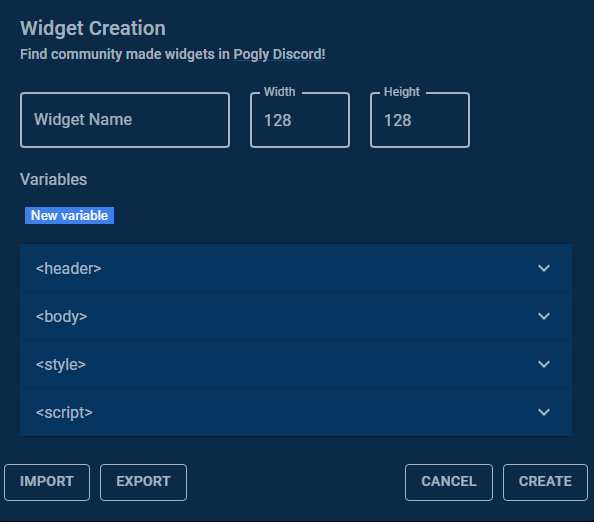 Widget Creation
Find community made widgets in Pogly Discord!
Width
Height
Widget Name
128
128
Variables
New variable
<header>
<body>
<style>
<script>
IMPORT
EXPORT
CANCEL
CREATE